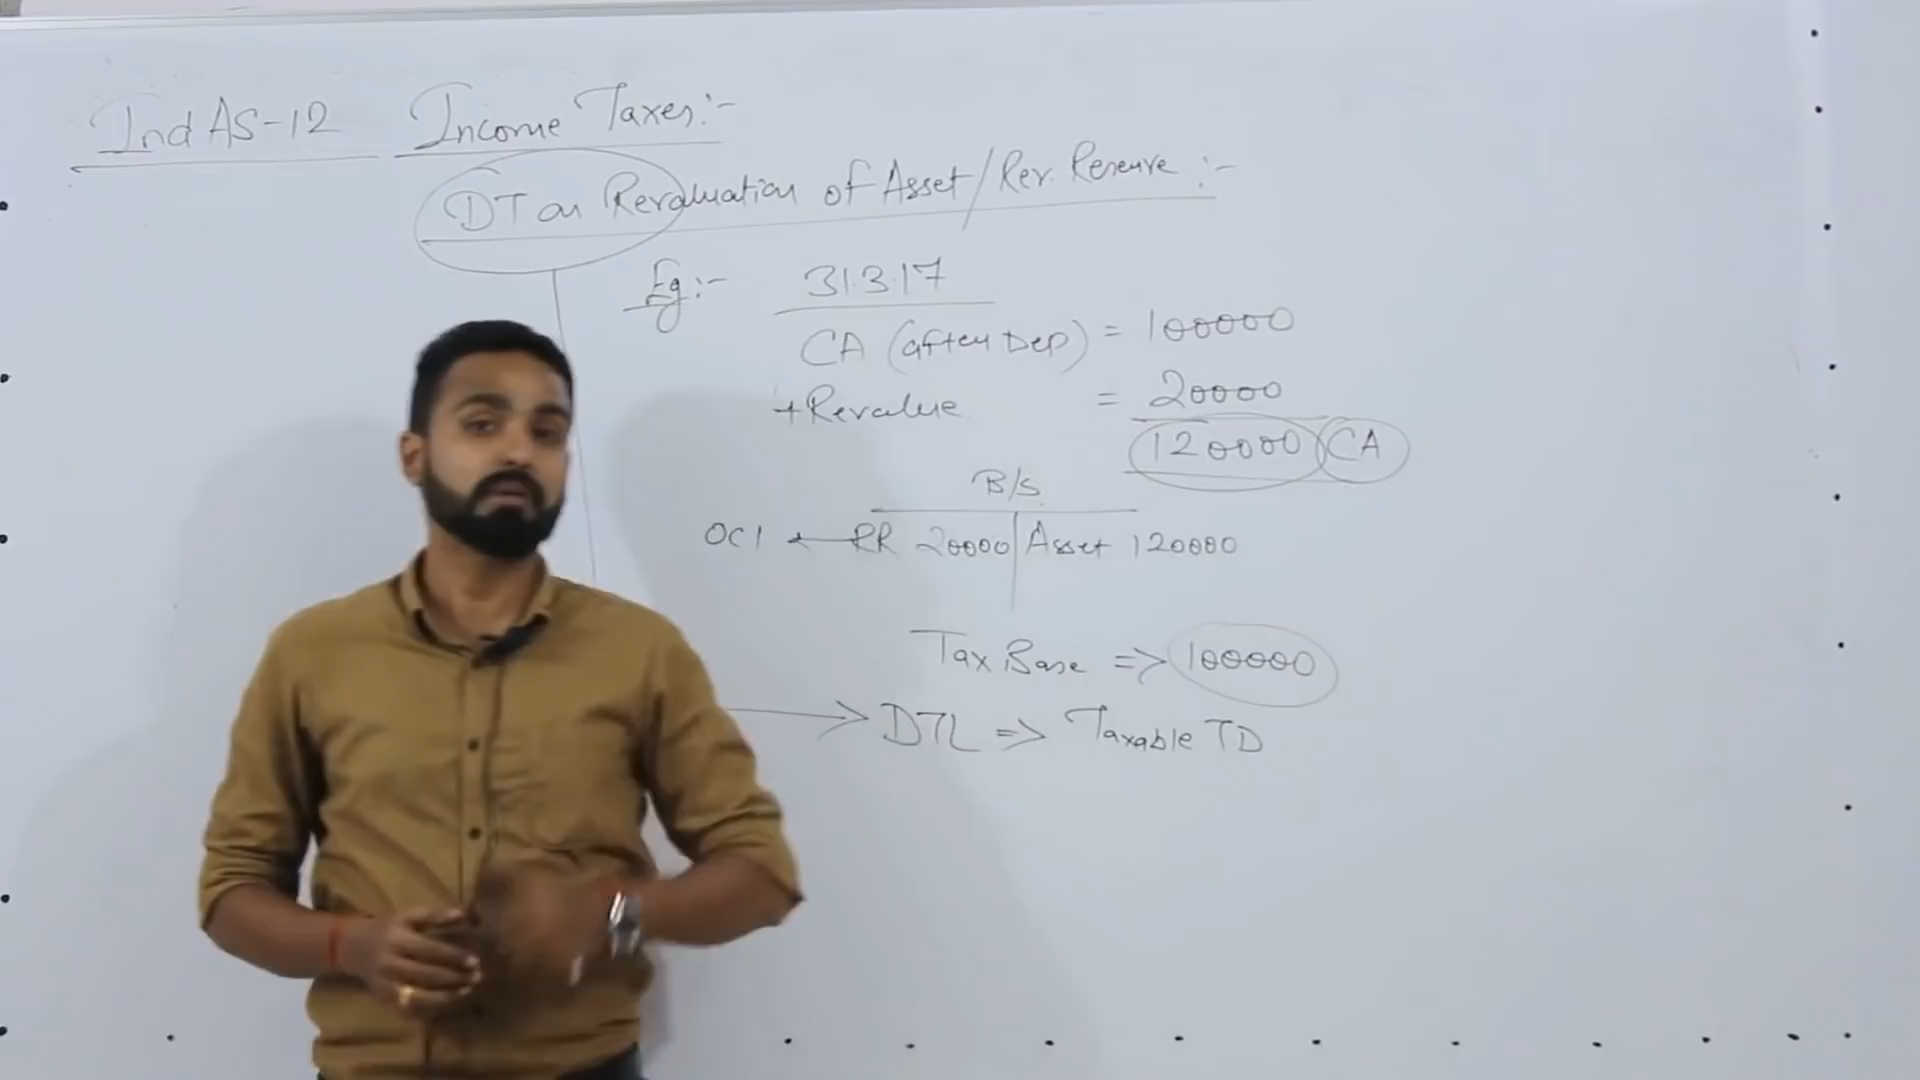 Ind AS-12 Income Taxes:-
DT on Revaluation of Asset/Rev. Reserve :-
Eg:- 31.3.17
CA (after Dep) = 100000
+Revalue = 20000
120000 CA
B/S
OCI ← RR 20000 | Asset 120000
Tax Base => 100000
→ DTL => Taxable TD